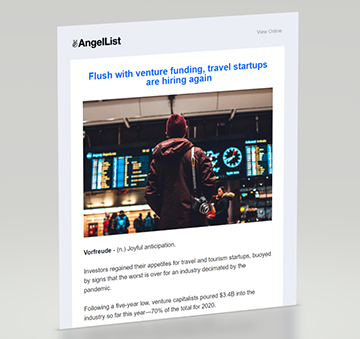 AngelList
View Online
Flush with venture funding, travel startups
are hiring again
Vorfreude - (n.) Joyful anticipation.
Investors regained their appetites for travel and tourism startups, buoyed
by signs that the worst is over for an industry decimated by the
pandemic.
Following a five-year low, venture capitalists poured $3.4B into the
industry so far this year—70% of the total for 2020.